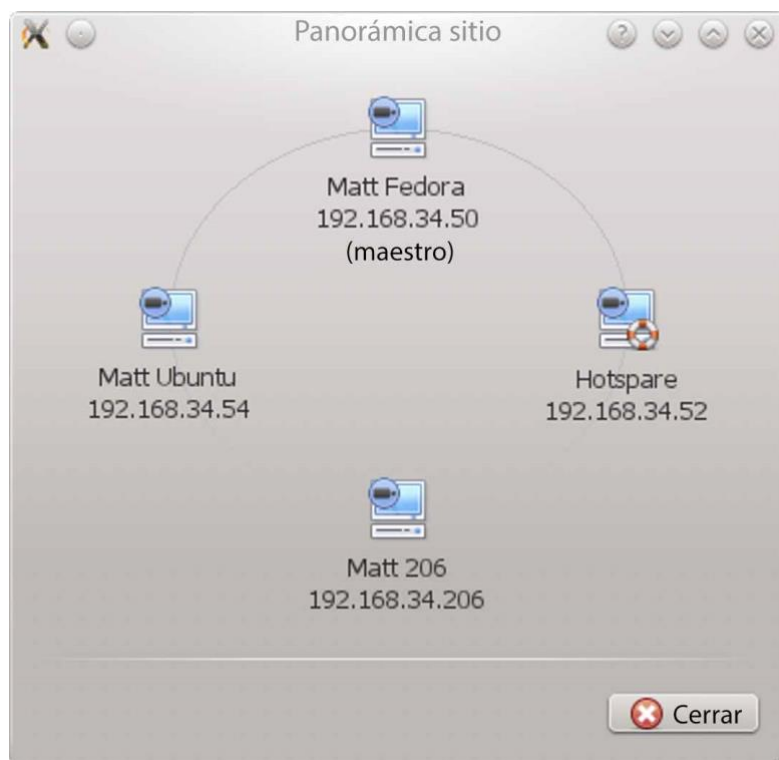 Panorámica sitio
Matt Fedora
192.168.34.50
(maestro)
Matt Ubuntu
192.168.34.54
Hotspare
192.168.34.52
Matt 206
192.168.34.206
Cerrar